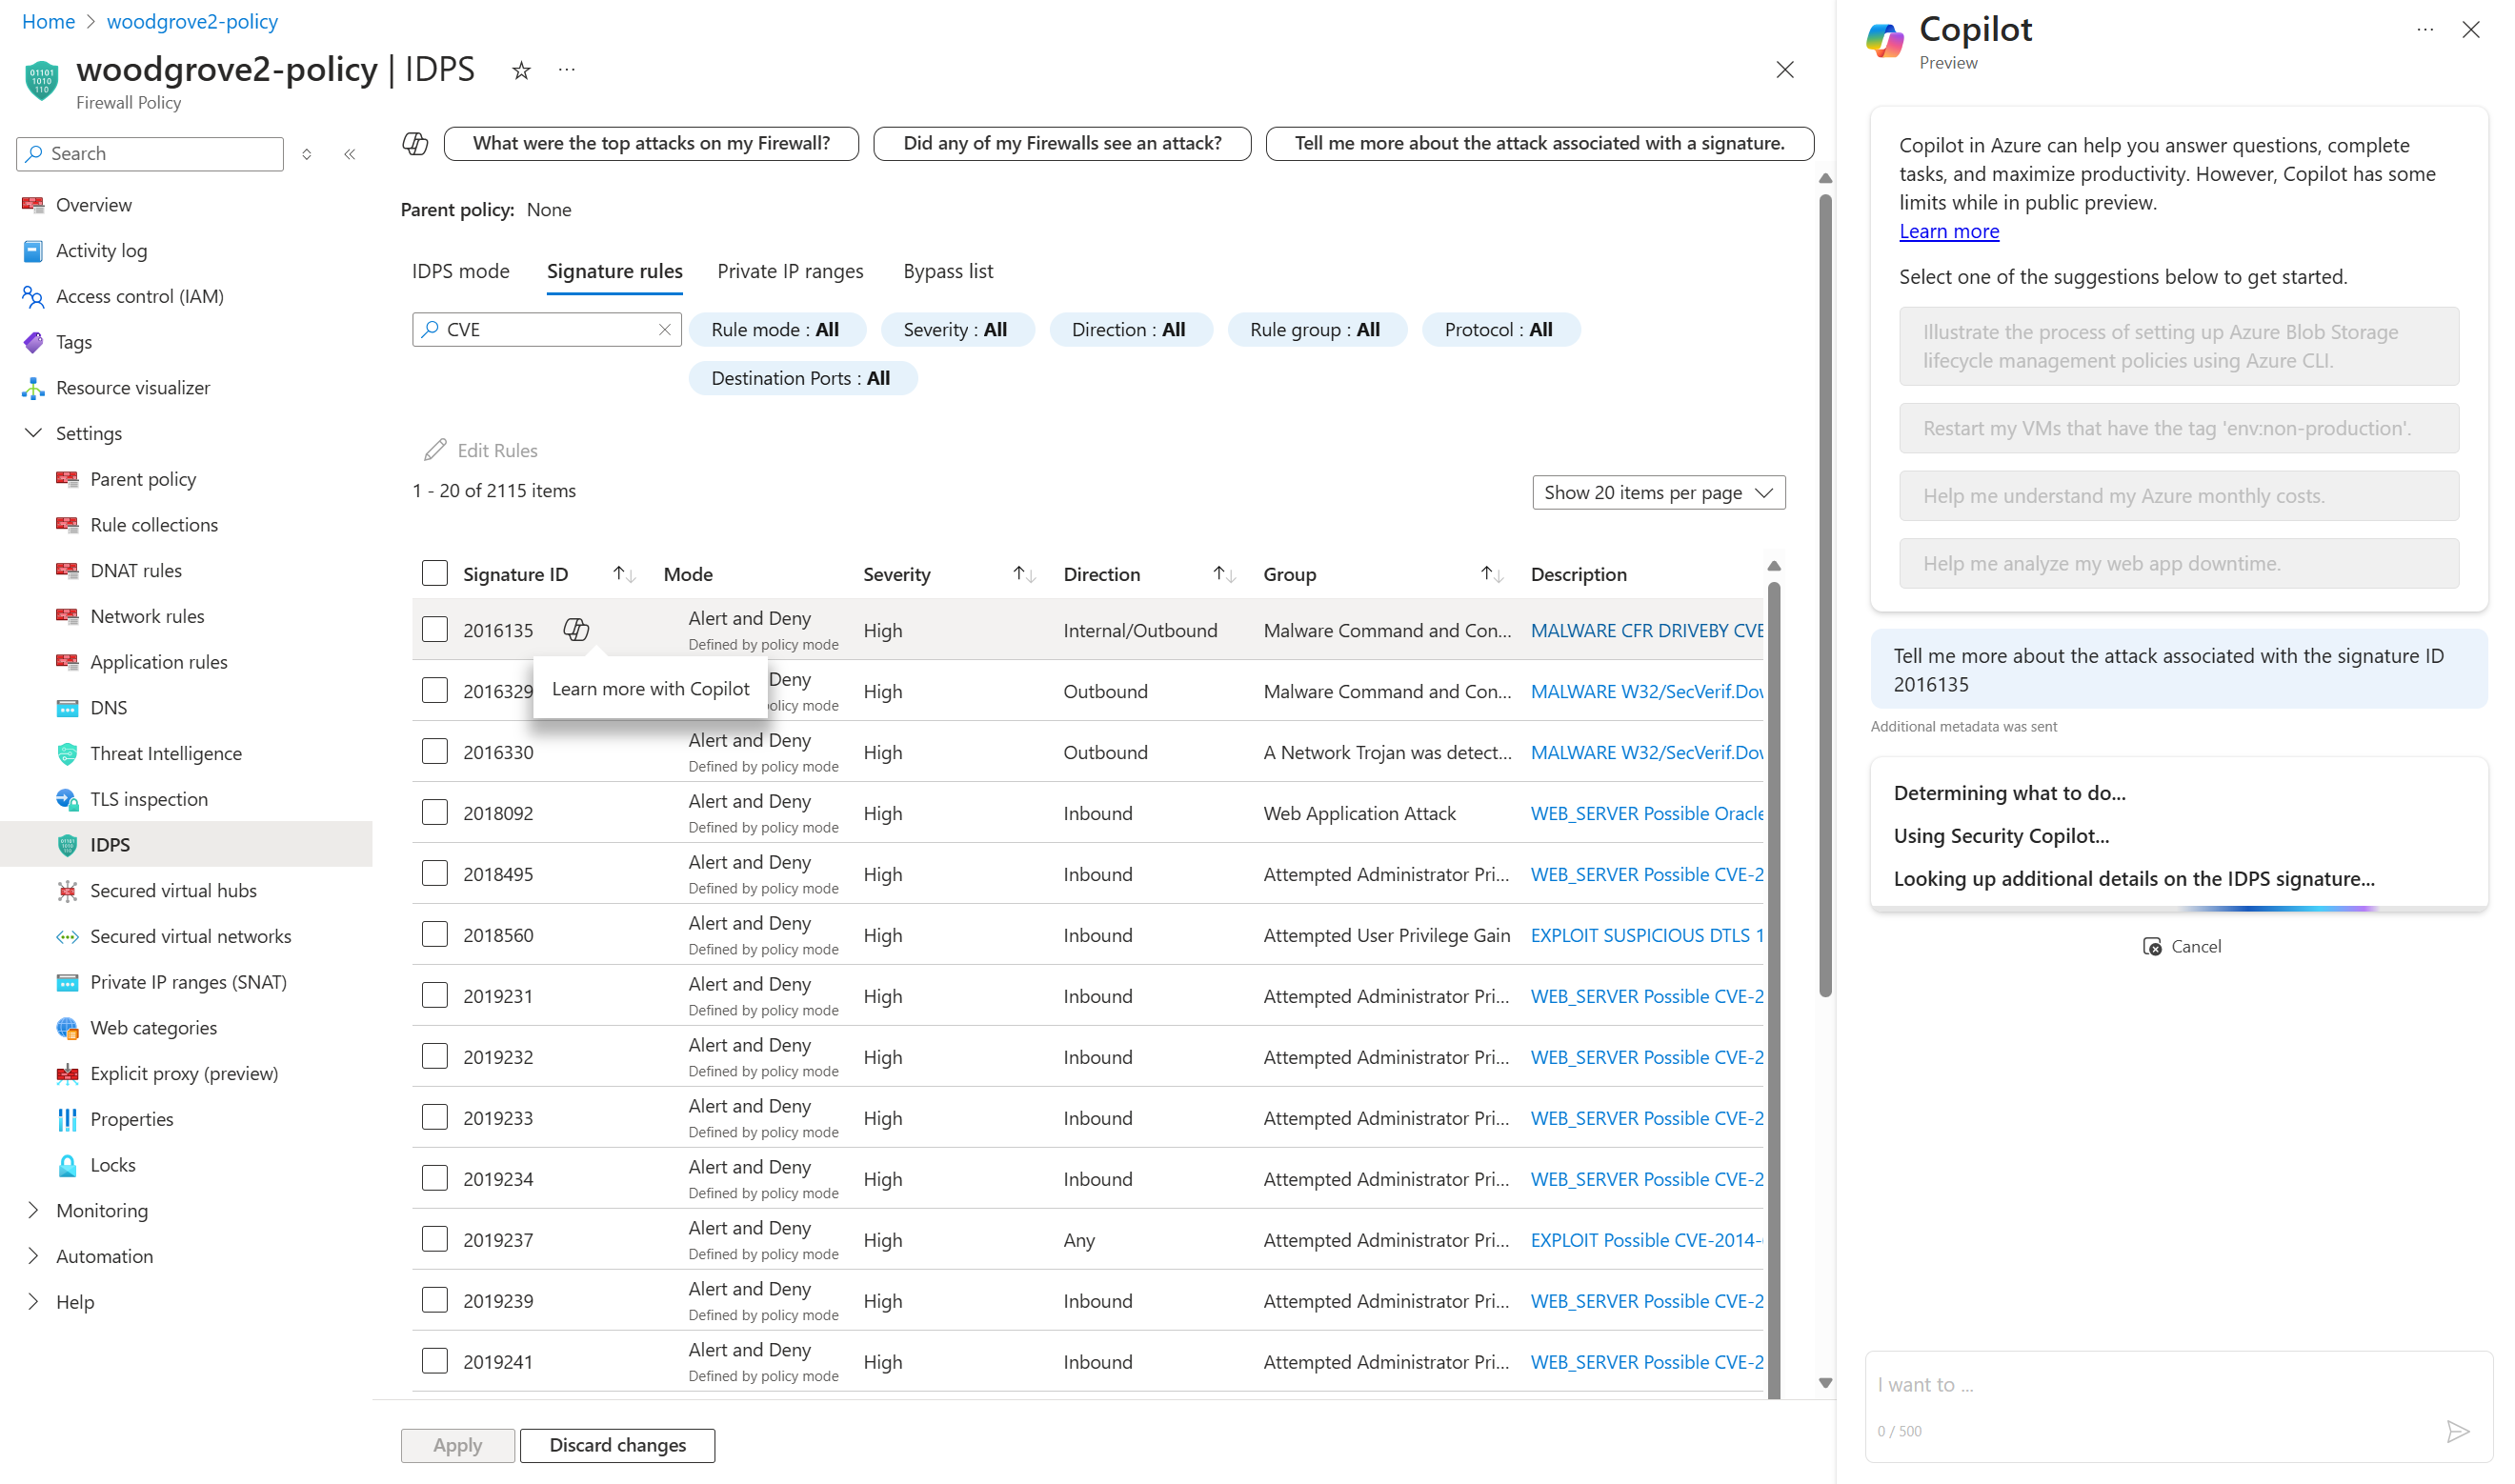 Home > woodgrove2-policy
woodgrove2-policy | IDPS
Firewall Policy
Search
Overview
Activity log
Access control (IAM)
Tags
Resource visualizer
Settings
Parent policy
Rule collections
DNAT rules
Network rules
Application rules
DNS
Threat Intelligence
TLS inspection
IDPS
Secured virtual hubs
Secured virtual networks
Private IP ranges (SNAT)
Web categories
Explicit proxy (preview)
Properties
Locks
Monitoring
Automation
Help
What were the top attacks on my Firewall? Did any of my Firewalls see an attack? Tell me more about the attack associated with a signature.
Parent policy: None
IDPS mode Signature rules Private IP ranges Bypass list
CVE Rule mode : All Severity : All Direction : All Rule group : All Protocol : All
Destination Ports : All
Edit Rules
1 - 20 of 2115 items Show 20 items per page
Signature ID Mode Severity Direction Group Description
2016135 Alert and Deny High Internal/Outbound Malware Command and Con... MALWARE CFR DRIVEBY CVE
Defined by policy mode
Learn more with Copilot
2016329 Deny High Outbound Malware Command and Con... MALWARE W32/SecVerif.Dov
olicy mode
2016330 Alert and Deny High Outbound A Network Trojan was detect... MALWARE W32/SecVerif.Dov
Defined by policy mode
2018092 Alert and Deny High Inbound Web Application Attack WEB_SERVER Possible Oracle
Defined by policy mode
2018495 Alert and Deny High Inbound Attempted Administrator Pri... WEB_SERVER Possible CVE-2
Defined by policy mode
2018560 Alert and Deny High Inbound Attempted User Privilege Gain EXPLOIT SUSPICIOUS DTLS 1
Defined by policy mode
2019231 Alert and Deny High Inbound Attempted Administrator Pri... WEB_SERVER Possible CVE-2
Defined by policy mode
2019232 Alert and Deny High Inbound Attempted Administrator Pri... WEB_SERVER Possible CVE-2
Defined by policy mode
2019233 Alert and Deny High Inbound Attempted Administrator Pri... WEB_SERVER Possible CVE-2
Defined by policy mode
2019234 Alert and Deny High Inbound Attempted Administrator Pri... WEB_SERVER Possible CVE-2
Defined by policy mode
2019237 Alert and Deny High Any Attempted Administrator Pri... EXPLOIT Possible CVE-2014-
Defined by policy mode
2019239 Alert and Deny High Inbound Attempted Administrator Pri... WEB_SERVER Possible CVE-2
Defined by policy mode
2019241 Alert and Deny High Inbound Attempted Administrator Pri... WEB_SERVER Possible CVE-2
Defined by policy mode
Apply Discard changes
Copilot
Preview
Copilot in Azure can help you answer questions, complete
tasks, and maximize productivity. However, Copilot has some
limits while in public preview.
Learn more
Select one of the suggestions below to get started.
Illustrate the process of setting up Azure Blob Storage
lifecycle management policies using Azure CLI.
Restart my VMs that have the tag 'env:non-production'.
Help me understand my Azure monthly costs.
Help me analyze my web app downtime.
Tell me more about the attack associated with the signature ID
2016135
Additional metadata was sent
Determining what to do...
Using Security Copilot...
Looking up additional details on the IDPS signature...
Cancel
I want to ...
0 / 500